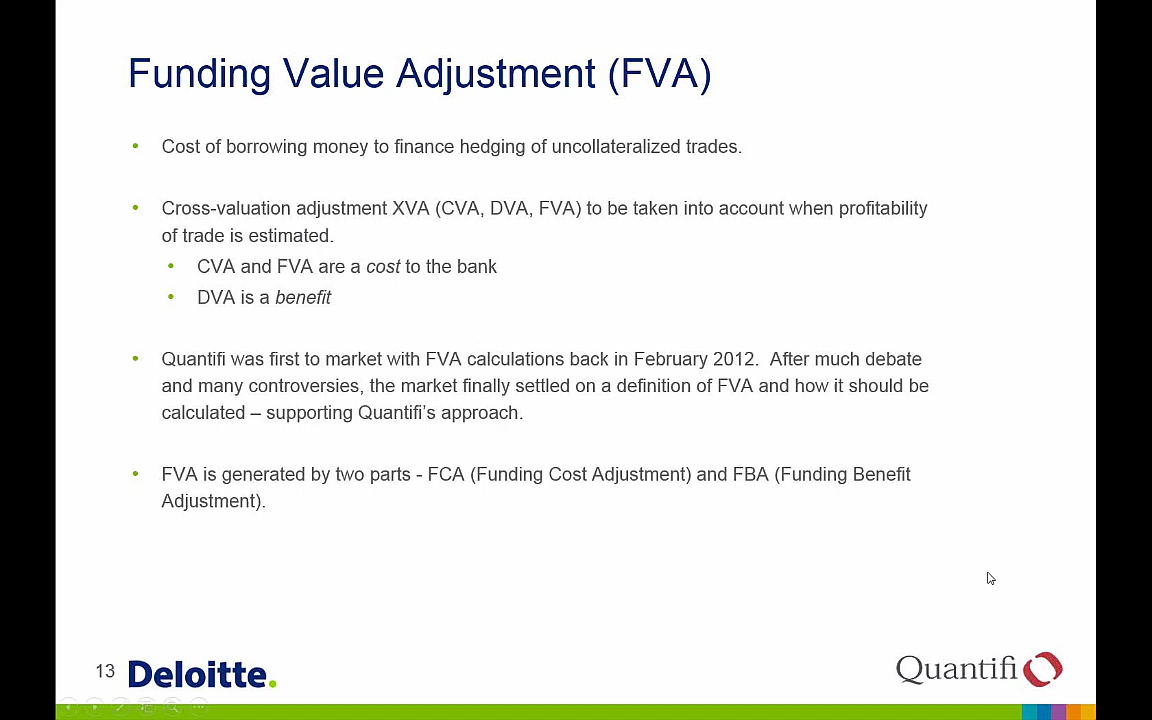 Funding Value Adjustment (FVA)
• Cost of borrowing money to finance hedging of uncollateralized trades.
• Cross-valuation adjustment XVA (CVA, DVA, FVA) to be taken into account when profitability
of trade is estimated.
• CVA and FVA are a cost to the bank
• DVA is a benefit
• Quantifi was first to market with FVA calculations back in February 2012.  After much debate
and many controversies, the market finally settled on a definition of FVA and how it should be
calculated – supporting Quantifi’s approach.
• FVA is generated by two parts - FCA (Funding Cost Adjustment) and FBA (Funding Benefit
Adjustment).
13 Deloitte.
Quantifi